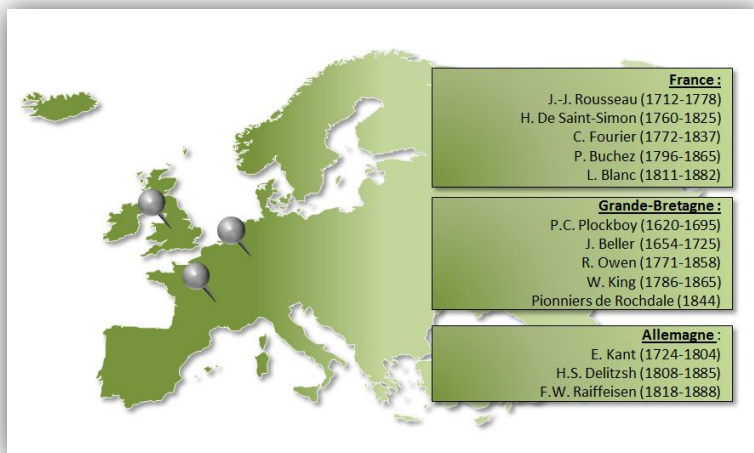 France :
J.-J. Rousseau (1712-1778)
H. De Saint-Simon (1760-1825)
C. Fourier (1772-1837)
P. Buchez (1796-1865)
L. Blanc (1811-1882)
Grande-Bretagne :
P.C. Plockboy (1620-1695)
J. Beller (1654-1725)
R. Owen (1771-1858)
W. King (1786-1865)
Pionniers de Rochdale (1844)
Allemagne :
E. Kant (1724-1804)
H.S. Delitzsh (1808-1885)
F.W. Raiffeisen (1818-1888)